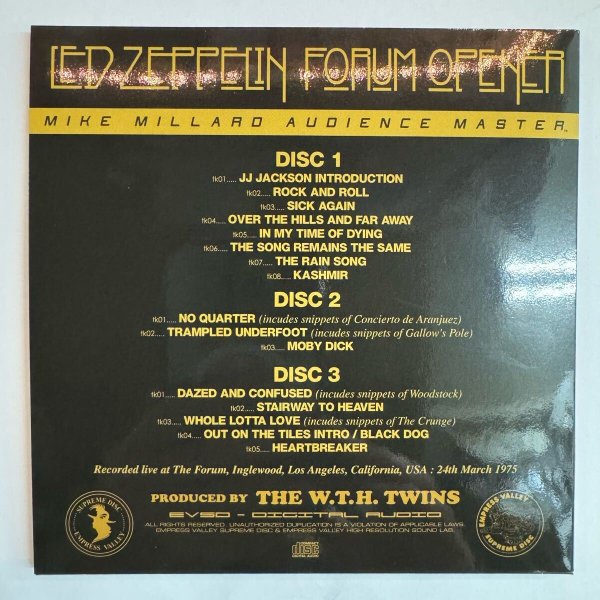 LED ZEPPELIN FORUM OPENER
MIKE MILLARD AUDIENCE MASTER
DISC 1
tk01..... JJ JACKSON INTRODUCTION
tk02..... ROCK AND ROLL
tk03..... SICK AGAIN
tk04..... OVER THE HILLS AND FAR AWAY
tk05..... IN MY TIME OF DYING
tk06..... THE SONG REMAINS THE SAME
tk07..... THE RAIN SONG
tk08..... KASHMIR
DISC 2
tk01..... NO QUARTER (incudes snippets of Concierto de Aranjuez)
tk02..... TRAMPLED UNDERFOOT (incudes snippets of Gallow's Pole)
tk03..... MOBY DICK
DISC 3
tk01..... DAZED AND CONFUSED (incudes snippets of Woodstock)
tk02..... STAIRWAY TO HEAVEN
tk03..... WHOLE LOTTA LOVE (incudes snippets of The Crunge)
tk04..... OUT ON THE TILES INTRO / BLACK DOG
tk05..... HEARTBREAKER
Recorded live at The Forum, Inglewood, Los Angeles, California, USA : 24th March 1975
PRODUCED BY THE W.T.H. TWINS
EVSD - DIGITAL AUDIO
ALL RIGHTS RESERVED. UNAUTHORIZED DUPLICATION IS A VIOLATION OF APPLICABLE LAWS.
EMPRESS VALLEY SUPREME DISC & EMPRESS VALLEY HIGH RESOLUTION SOUND LAB.
SUPREME DISC
EMPRESS VALLEY
EMPRESS VALLEY
SUPREME DISC
COMPACT
disc
DIGITAL AUDIO